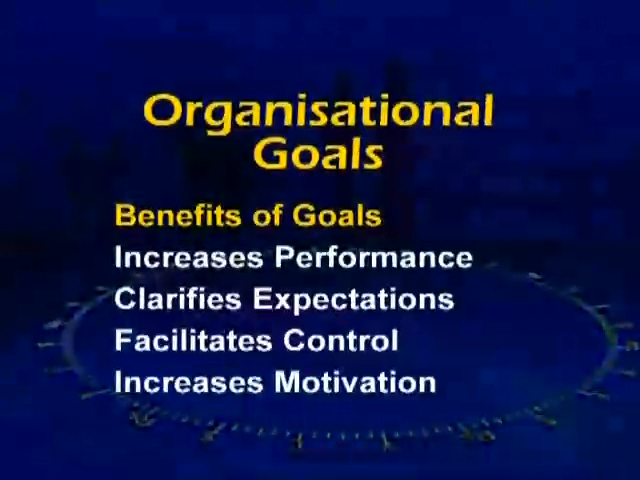 Organisational
Goals
Benefits of Goals
Increases Performance
Clarifies Expectations
Facilitates Control
Increases Motivation